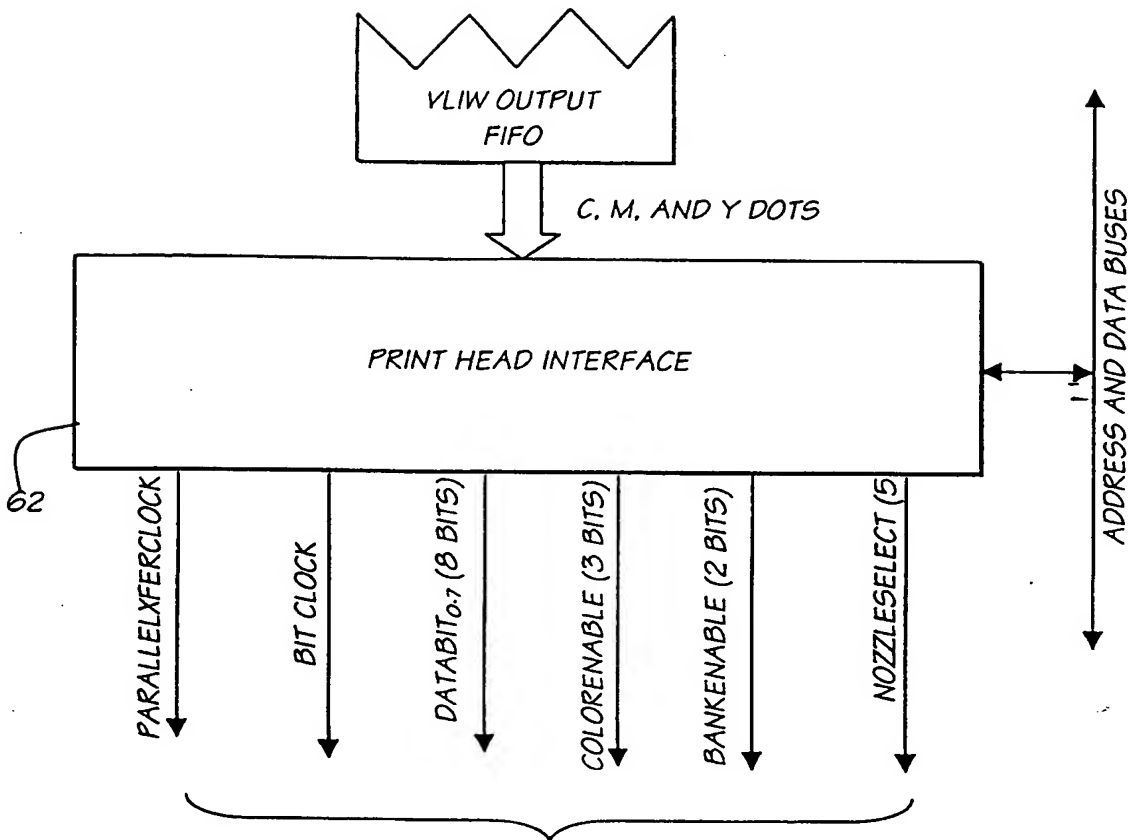 VLIW OUTPUT
FIFO
C, M, AND Y DOTS
PRINT HEAD INTERFACE
ADDRESS AND DATA BUSES
62
PARALLELXFERCLOCK
BIT CLOCK
DATABIT0-7 (8 BITS)
COLORENABLE (3 BITS)
BANKENABLE (2 BITS)
NOZZLESELECT (5)